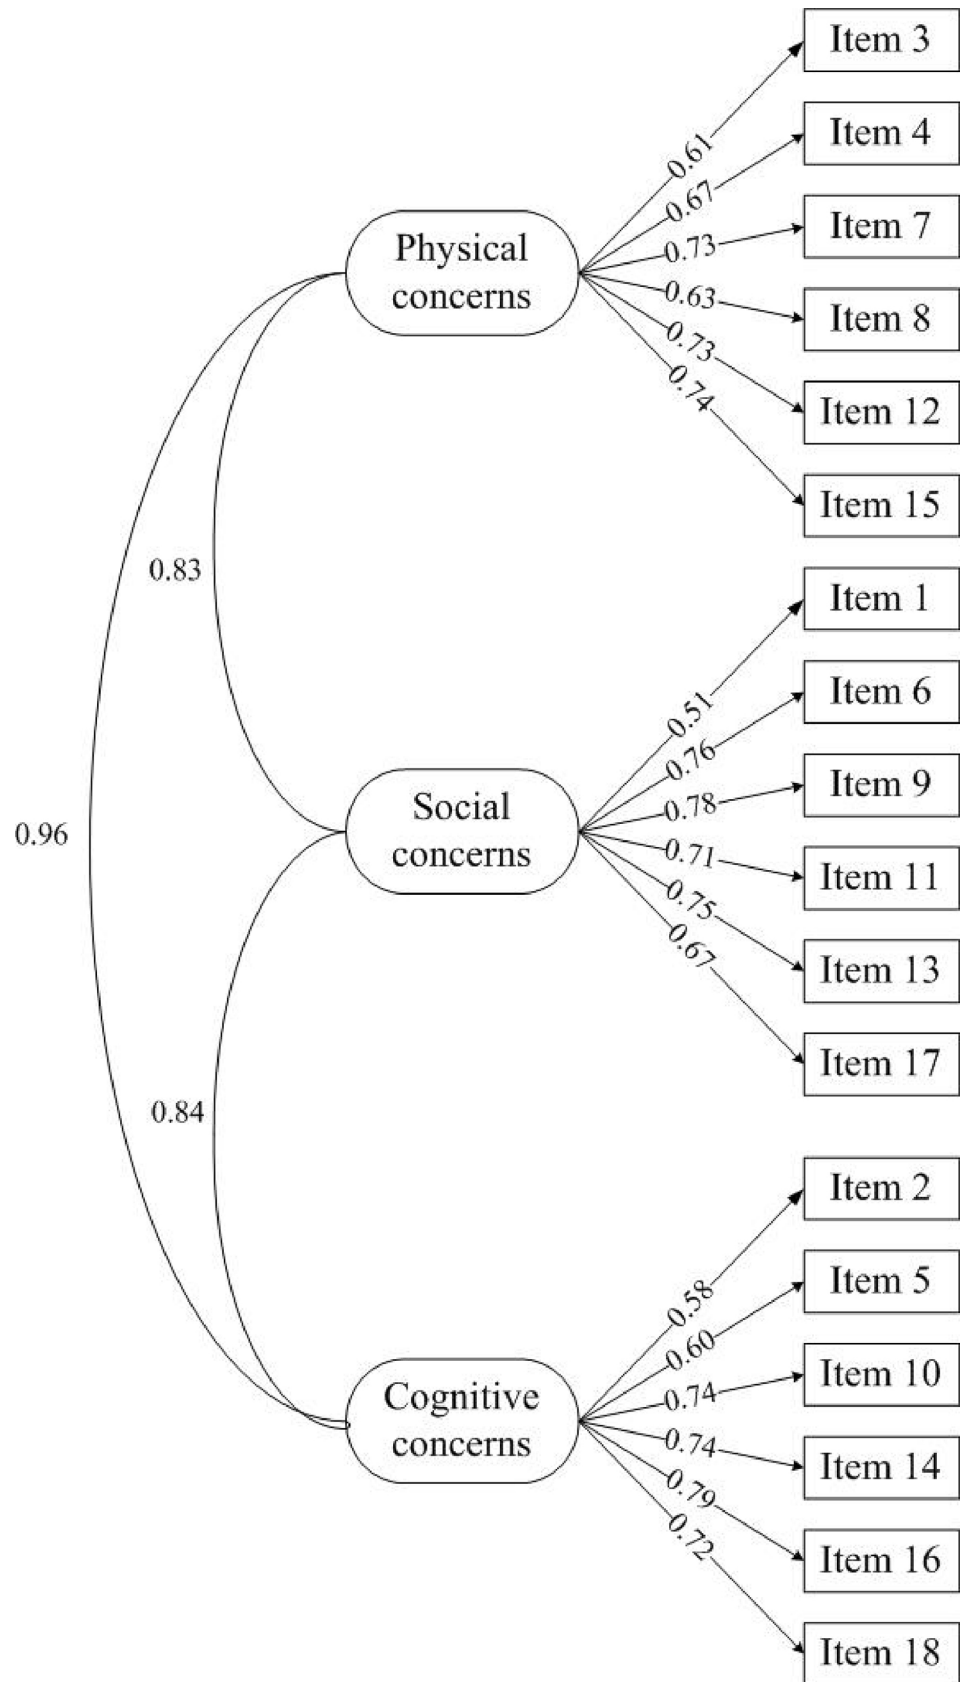 Item 3
0.61
Item 4
0.67
Physical
concerns
Item 7
0.73
Item 8
0.63
Item 12
0.73
Item 15
0.74
0.83
Item 1
0.51
Item 6
0.76
Social
concerns
Item 9
0.78
0.96
Item 11
0.71
Item 13
0.75
Item 17
0.67
0.84
Item 2
0.58
Item 5
0.60
Cognitive
concerns
Item 10
0.74
Item 14
0.74
Item 16
0.79
Item 18
0.72